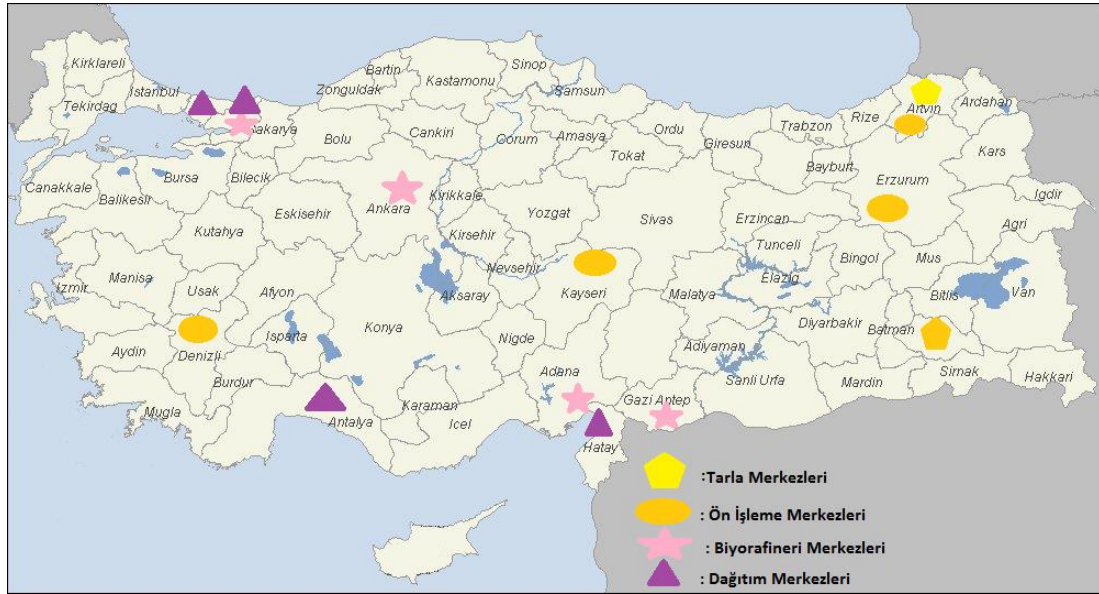 Kirklareli
Tekirdag
Istanbul
akarya
Zonguldak
Bartin
Kastamonu
Sinop
Samsun
Bolu
Cankiri
Corum
Amasya
Ordu
Tokat
Giresun
Trabzon
Rize
Artvin
Ardahan
Kars
Bayburt
Erzurum
Igdir
Agri
Canakkale
Balikesir
Bursa
Bilecik
Eskisehir
Ankara
Kirikkale
Yozgat
Sivas
Erzincan
Tunceli
Kutahya
Kirsehir
Nevsehir
Kayseri
Malatya
Elazig
Bingol
Mus
Bitlis
Van
Manisa
Izmir
Usak
Afyon
Aksaray
Konya
Nigde
Adiyaman
Diyarbakir
Batman
Aydin
Denizli
Isparta
Burdur
Mugla
Antalya
Karaman
Icel
Adana
Gazi Antep
Sanli Urfa
Mardin
Sirnak
Hakkari
Hatay
:Tarla Merkezleri
: Ön İşleme Merkezleri
: Biyorafineri Merkezleri
: Dağıtım Merkezleri